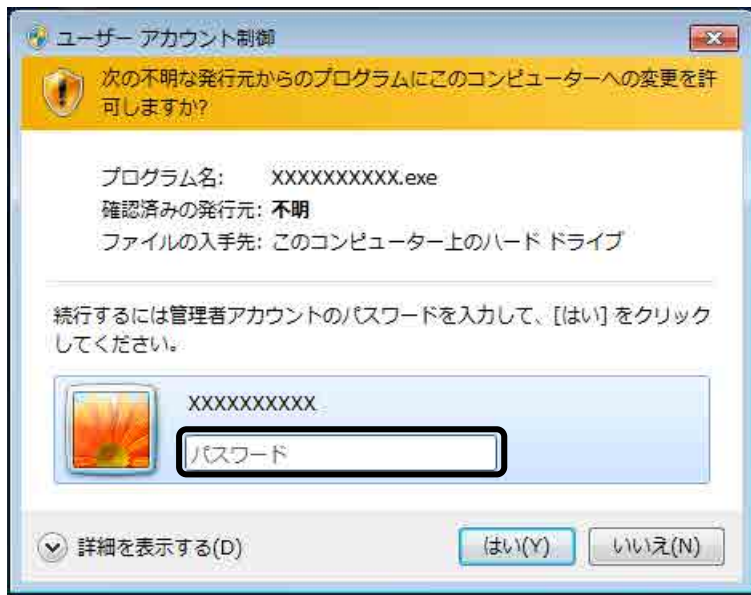 ユーザー アカウント制御
次の不明な発行元からのプログラムにこのコンピューターへの変更を許
可しますか?
プログラム名: XXXXXXXXXX.exe
確認済みの発行元: 不明
ファイルの入手先: このコンピューター上のハード ドライブ
続行するには管理者アカウントのパスワードを入力して、[はい] をクリック
してください。
XXXXXXXXXX
パスワード
詳細を表示する(D) はい(Y) いいえ(N)